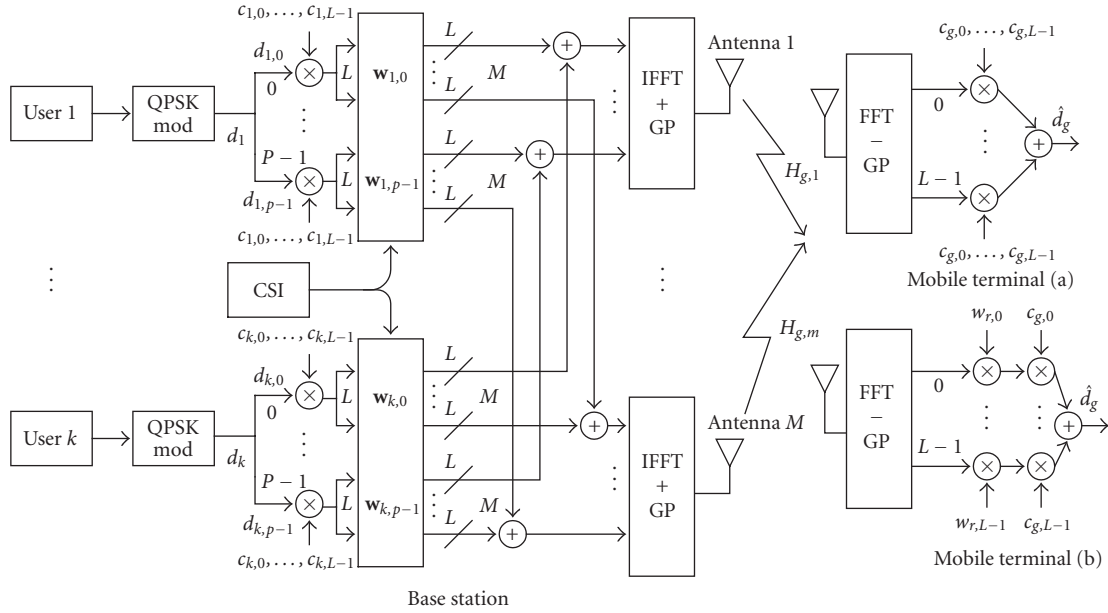 c1,0, . . . , c1,L−1
User 1
QPSK mod
d1
d1,0
0
⋮
P − 1
d1,p−1
c1,0, . . . , c1,L−1
L
L
w1,0
w1,p−1
L
M
L
L
M
L
IFFT + GP
Antenna 1
Hg,1
CSI
ck,0, . . . , ck,L−1
User k
QPSK mod
dk
dk,0
0
P − 1
dk,p−1
ck,0, . . . , ck,L−1
L
L
wk,0
wk,p−1
L
M
L
L
M
L
IFFT + GP
Antenna M
Hg,m
Base station
cg,0, . . . , cg,L−1
FFT − GP
0
L − 1
d̂g
cg,0, . . . , cg,L−1
Mobile terminal (a)
wr,0
cg,0
FFT − GP
0
L − 1
d̂g
wr,L−1
cg,L−1
Mobile terminal (b)